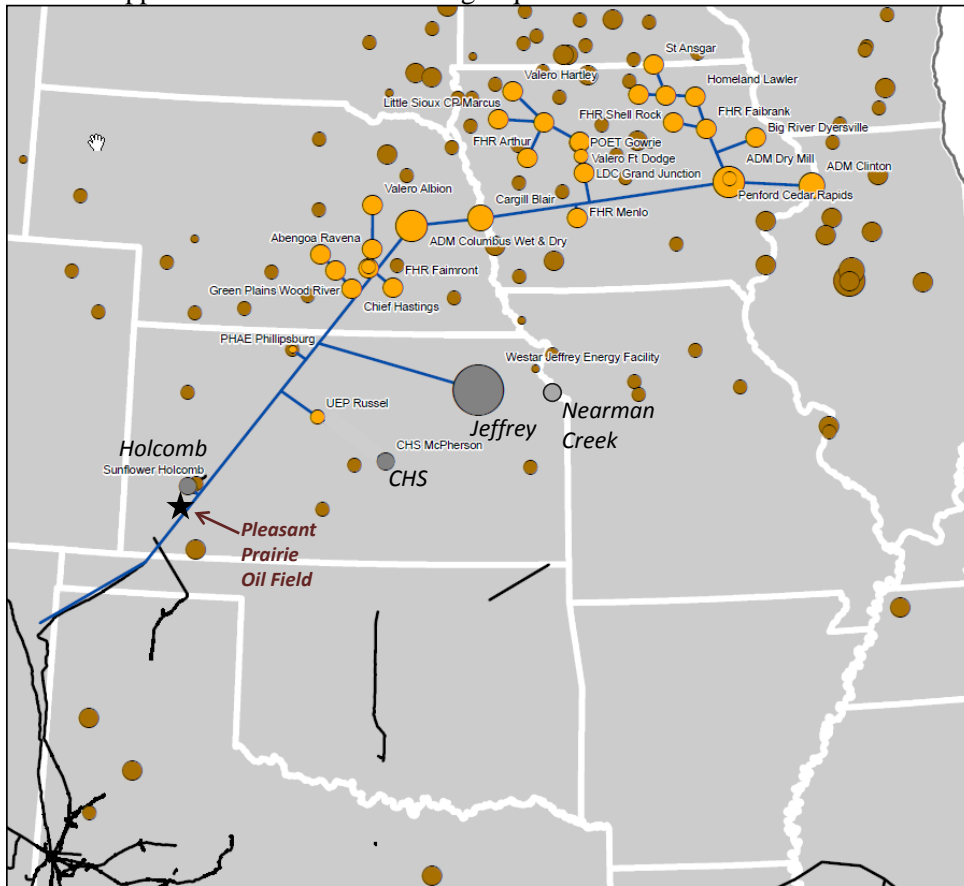 St Ansgar
Valero Hartley
Homeland Lawler
Little Sioux CP Marcus
FHR Shell Rock
FHR Faibrank
Big River Dyersville
FHR Arthur
POET Gowrie
Valero Ft Dodge
ADM Dry Mill
ADM Clinton
LDC Grand Junction
Valero Albion
Cargill Blair
Penford Cedar Rapids
FHR Menlo
Abengoa Ravena
ADM Columbus Wet & Dry
FHR Faimront
Green Plains Wood River
Chief Hastings
PHAE Phillipsburg
Westar Jeffrey Energy Facility
UEP Russel
Jeffrey
Nearman
Creek
Holcomb
CHS McPherson
Sunflower Holcomb
CHS
Pleasant
Prairie
Oil Field